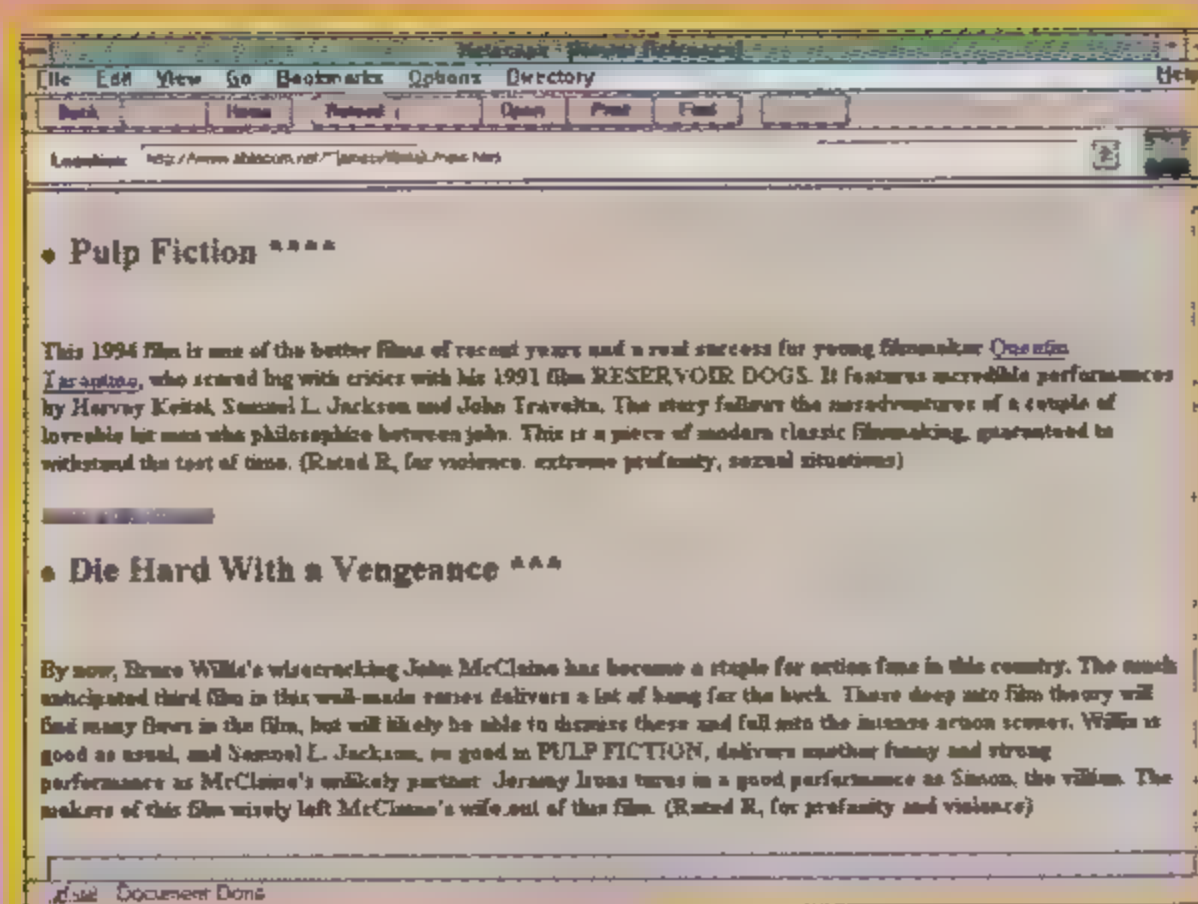 Netscape - [Movie References]
File Edit View Go Bookmarks Options Directory Help
Back Home Reload Open Print Find
Location:
• Pulp Fiction ****
This 1994 film is one of the better films of recent years and a real success for young filmmaker Quentin
Tarantino, who scored big with critics with his 1991 film RESERVOIR DOGS. It features incredible performances
by Harvey Keitel, Samuel L. Jackson and John Travolta. The story follows the misadventures of a couple of
loveable hit men who philosophize between jobs. This is a piece of modern classic filmmaking, guaranteed to
withstand the test of time. (Rated R, for violence. extreme profanity, sexual situations)
• Die Hard With a Vengeance ***
By now, Bruce Willis's wisecracking John McClaine has become a staple for action fans in this country. The much
anticipated third film in this well-made series delivers a lot of bang for the buck. Those deep into film theory will
find many flaws in the film, but will likely be able to dismiss these and fall into the intense action scenes. Willis is
good as usual, and Samuel L. Jackson, so good in PULP FICTION, delivers another funny and strong
performance as McClaine's unlikely partner. Jeremy Irons turns in a good performance as Simon, the villian. The
makers of this film wisely left McClaine's wife out of this film. (Rated R, for profanity and violence)
Document Done